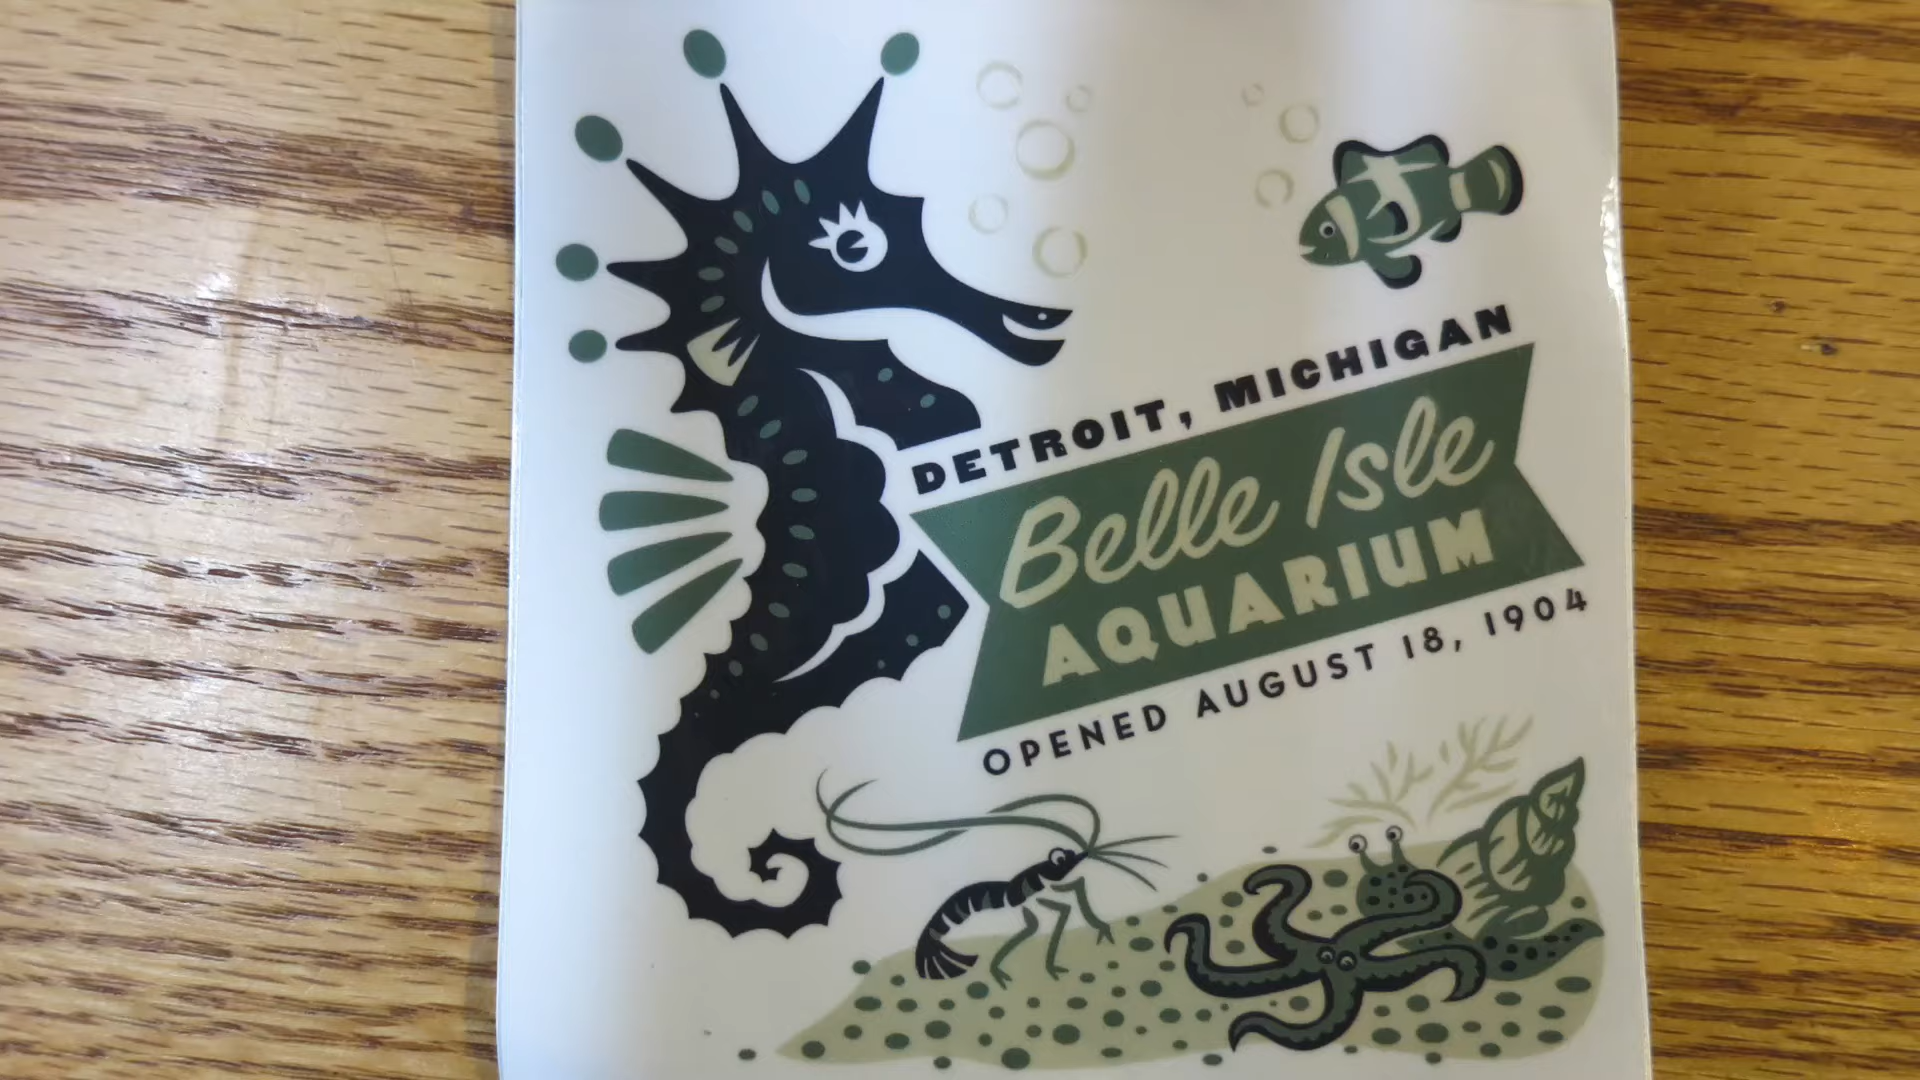 DETROIT, MICHIGAN
Belle Isle
AQUARIUM
OPENED AUGUST 18, 1904